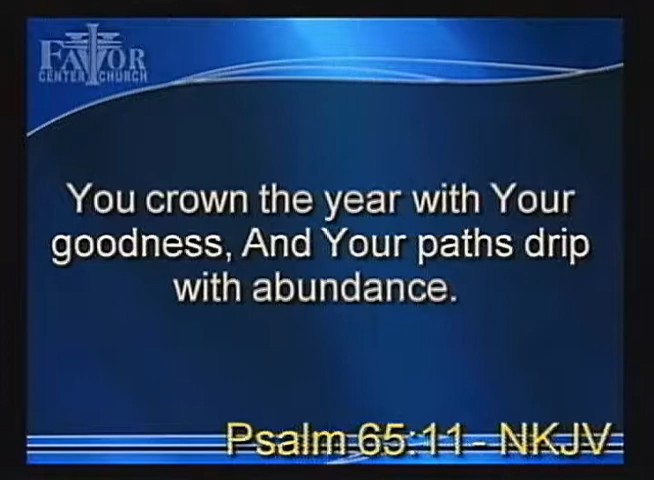 FAVOR
CENTER CHURCH
You crown the year with Your
goodness, And Your paths drip
with abundance.
Psalm 65:11 - NKJV